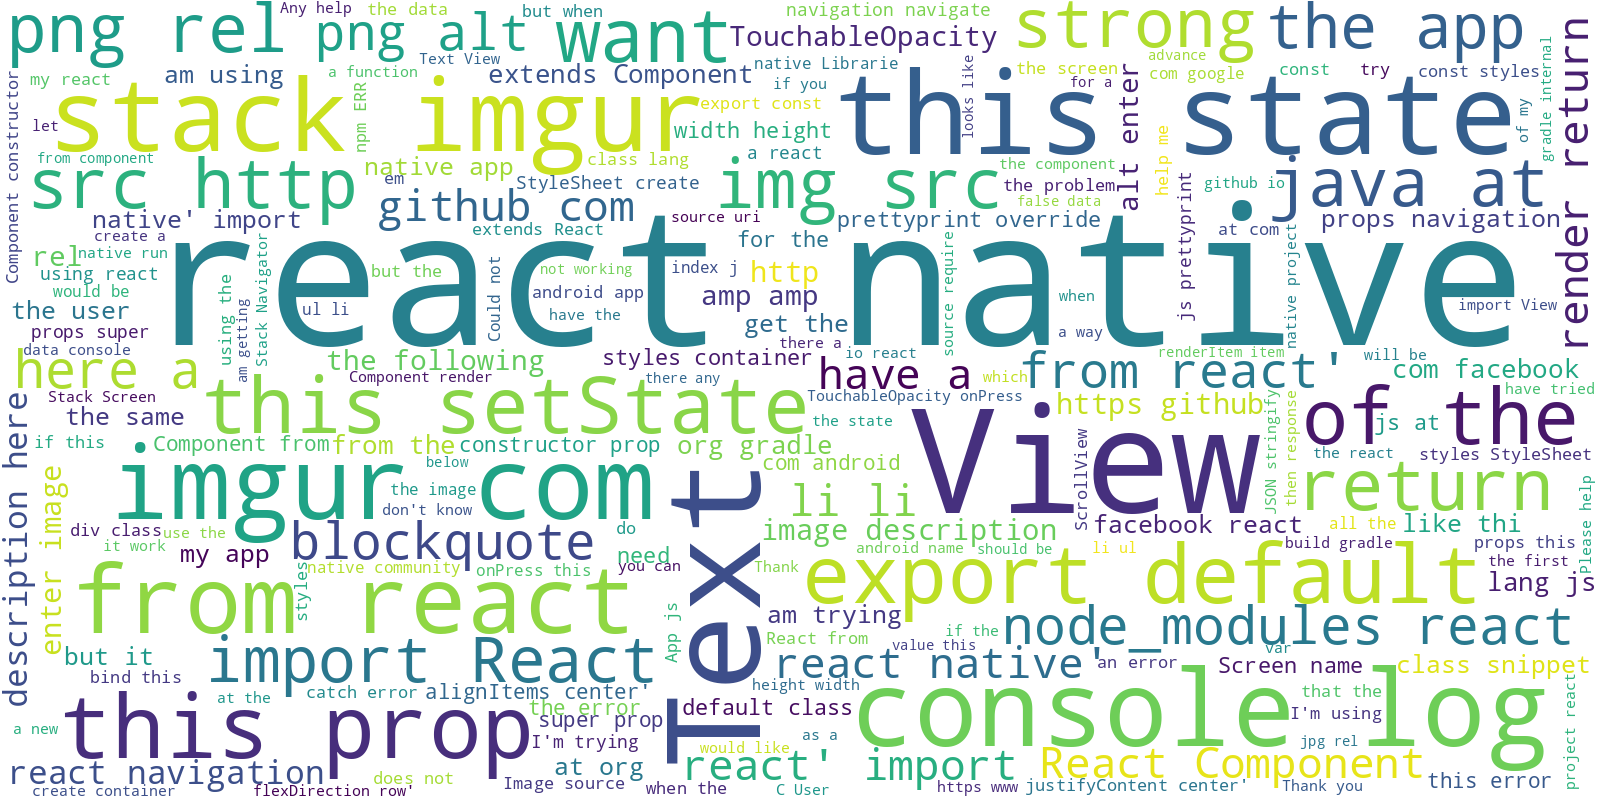 png rel
png alt
want
Any help
the data
but when
navigation navigate
strong
the app
TouchableOpacity
Text View
my react
am using
a function
extends Component
native Librarie
if you
the screen
for a
advance
com google
const
try
const styles
render return
Component constructor
let
stack imgur
npm ERR
export const
width height
looks like
this state
alt enter
help me
of my
gradle internal
from component
src http
native app
class lang
a react
em
StyleSheet create
img src
the component
the problem
false data
github io
java at
native' import
github com
source uri
prettyprint override
js prettyprint
at com
props navigation
create a
rel
native run
using react
would be
the user
props super
data console
using the
am getting
Stack Navigator
extends React
for the
react native
ul li
but the
Could not
not working
android app
have the
index j
http
amp amp
get the
there a
source require
when
a way
native project
import View
here a
the following
styles container
io react
renderItem item
will be
Component render
there any
have a
which
from react'
com facebook
Stack Screen
the same
this setState
TouchableOpacity onPress
the state
https github
JSON stringify
then response
of the
have tried
js at
description here
if this
Component from
from the
constructor prop
org gradle
View
ScrollView
the react
styles StyleSheet
enter image
imgur com
below
the image
don't know
Text
com android
li li
return
div class
use the
it work
my app
blockquote
do
need
you can
image description
facebook react
all the
like thi
android name
should be
li ul
build gradle
props this
the first
Please help
native community
onPress this
Thank
export default
lang js
from react
styles
App js
am trying
React from
if the
value this
node_modules react
but it
bind this
import React
react native'
an error
var
Screen name
class snippet
at the
catch error
alignItems center'
height width
that the
the error
super prop
default class
console log
I'm using
a new
this prop
I'm trying
would like
as a
jpg rel
project react
react navigation
does not
at org
react' import
React Component
this error
create container
flexDirection row'
Image source
when the
C User
https www
justifyContent center'
Thank you